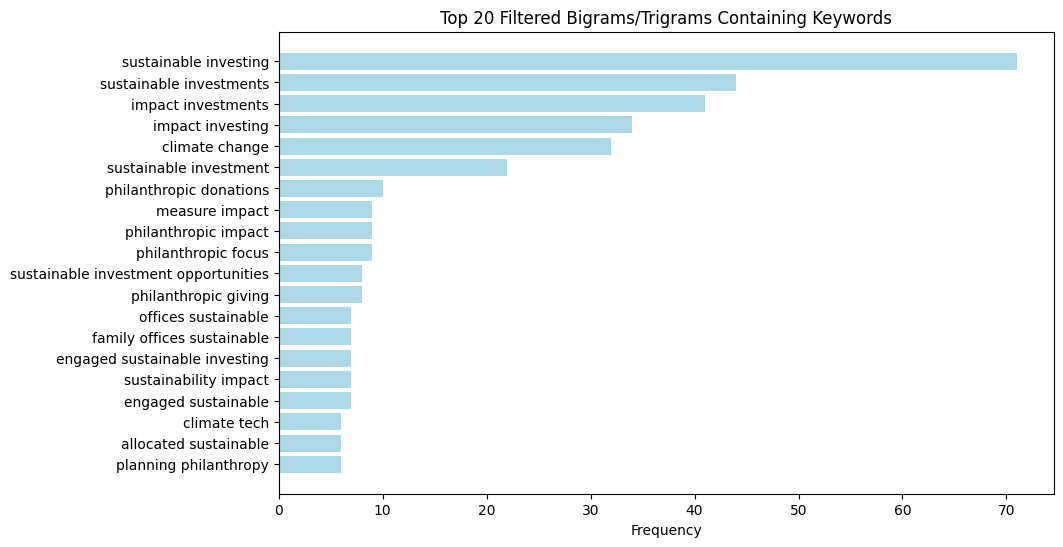 Top 20 Filtered Bigrams/Trigrams Containing Keywords
sustainable investing
sustainable investments
impact investments
impact investing
climate change
sustainable investment
philanthropic donations
measure impact
philanthropic impact
philanthropic focus
sustainable investment opportunities
philanthropic giving
offices sustainable
family offices sustainable
engaged sustainable investing
sustainability impact
engaged sustainable
climate tech
allocated sustainable
planning philanthropy
0 10 20 30 40 50 60 70
Frequency